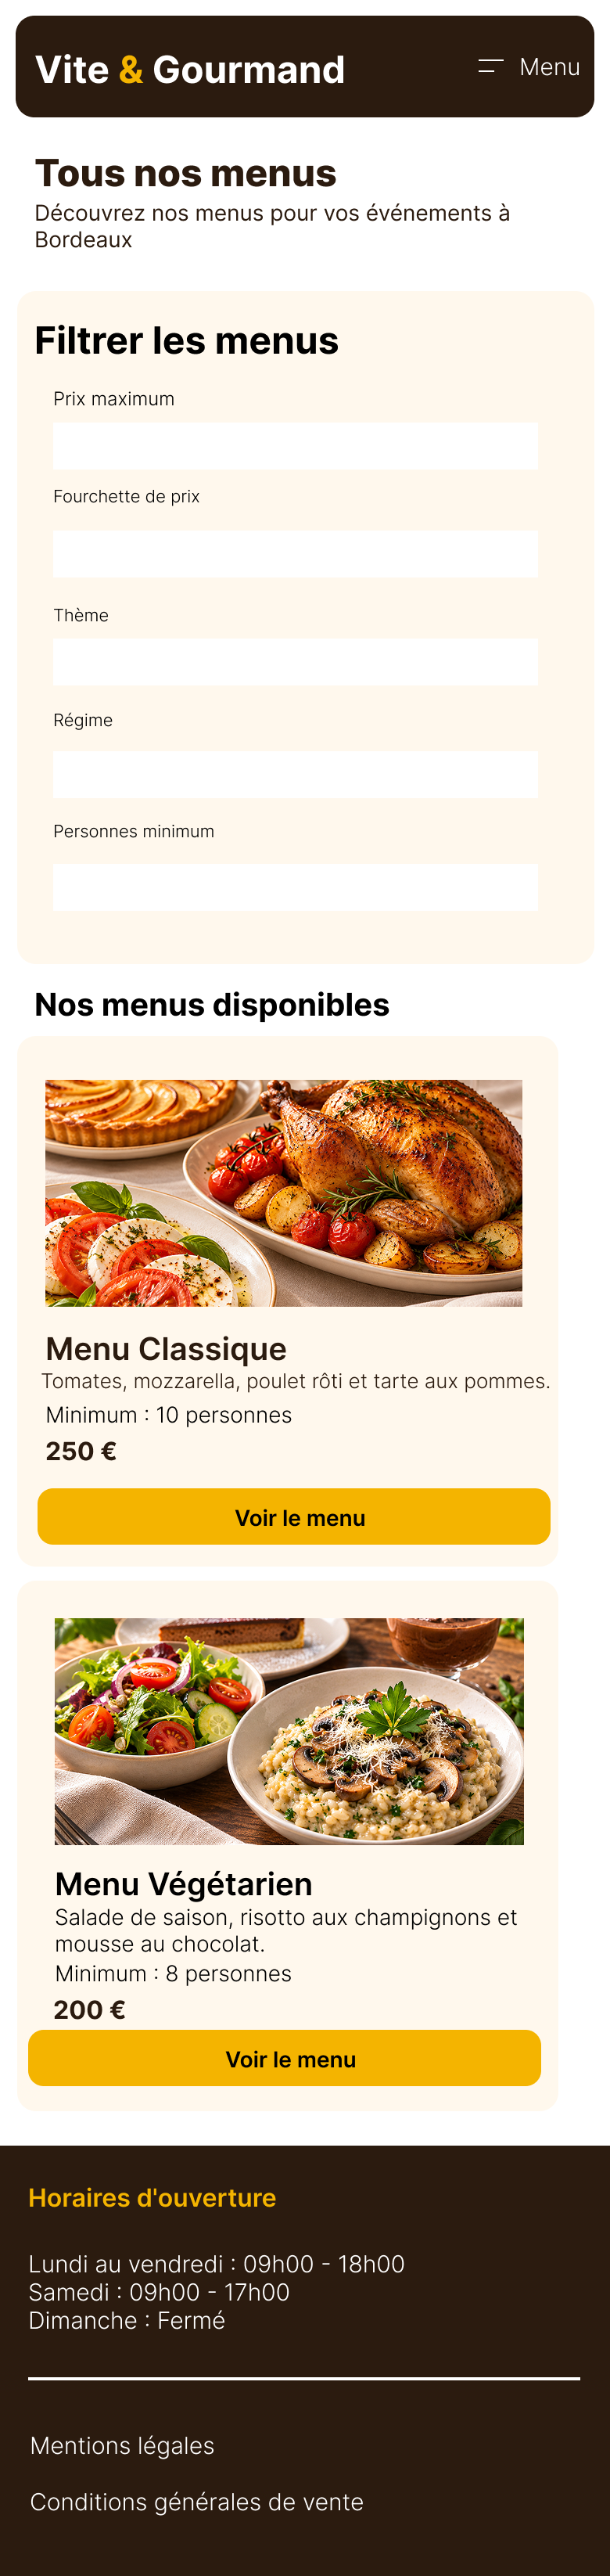 Vite & Gourmand
Menu
Tous nos menus
Découvrez nos menus pour vos événements à
Bordeaux
Filtrer les menus
Prix maximum
Fourchette de prix
Thème
Régime
Personnes minimum
Nos menus disponibles
Menu Classique
Tomates, mozzarella, poulet rôti et tarte aux pommes.
Minimum : 10 personnes
250 €
Voir le menu
Menu Végétarien
Salade de saison, risotto aux champignons et
mousse au chocolat.
Minimum : 8 personnes
200 €
Voir le menu
Horaires d'ouverture
Lundi au vendredi : 09h00 - 18h00
Samedi : 09h00 - 17h00
Dimanche : Fermé
Mentions légales
Conditions générales de vente